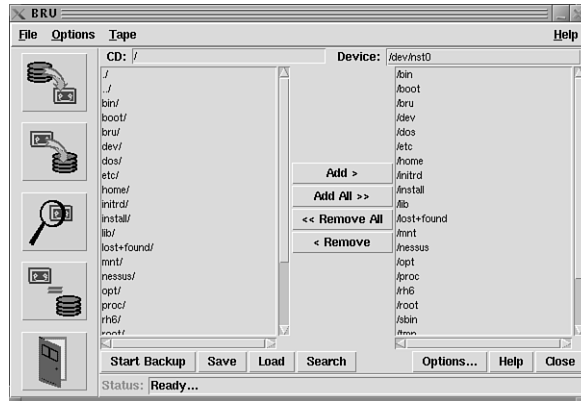 BRU
File Options Tape Help
CD: / Device: /dev/nst0
./
../
bin/
boot/
bru/
dev/
dos/
etc/
home/
initrd/
install/
lib/
lost+found/
mnt/
nessus/
opt/
proc/
rh6/
root/
Add >
Add All >>
<< Remove All
< Remove
/bin
/boot
/bru
/dev
/dos
/etc
/home
/initrd
/install
/lib
/lost+found
/mnt
/nessus
/opt
/proc
/rh6
/root
/sbin
/tmp
Start Backup Save Load Search Options... Help Close
Status: Ready...